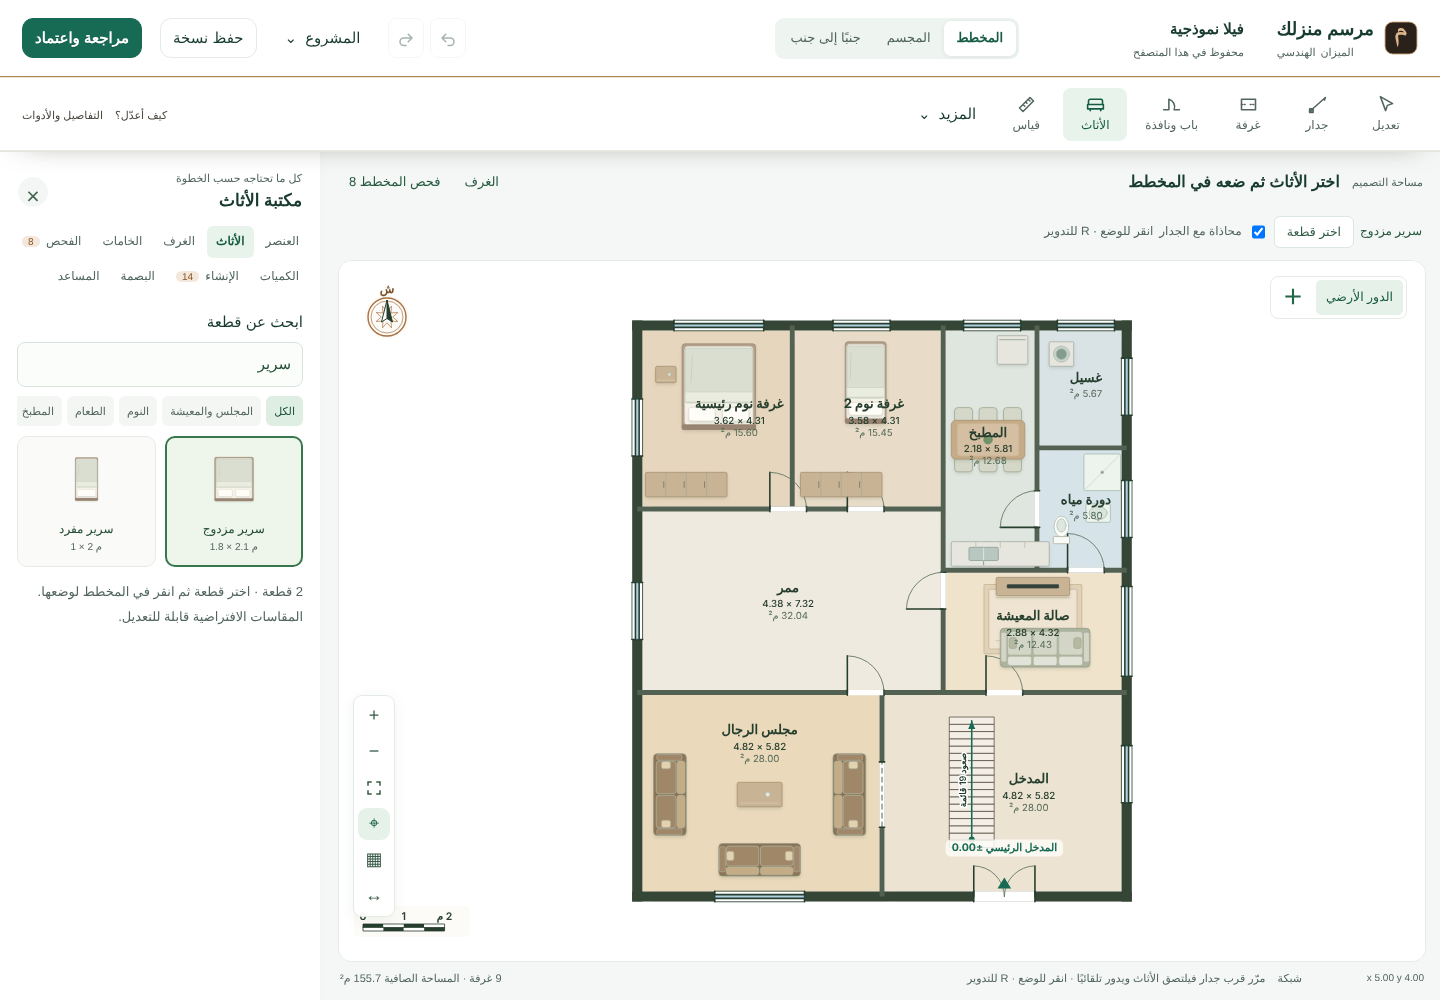 مرسم منزلك
الميزان الهندسي
فيلا نموذجية
محفوظ في هذا المتصفح
المخطط
المجسم
جنبًا إلى جنب
المشروع
حفظ نسخة
مراجعة واعتماد
م
تعديل
جدار
غرفة
باب ونافذة
الأثاث
قياس
المزيد
كيف أعدّل؟
التفاصيل والأدوات
مساحة التصميم
اختر الأثاث ثم ضعه في المخطط
الغرف
فحص المخطط 8
سرير مزدوج
اختر قطعة
محاذاة مع الجدار
انقر للوضع · R للتدوير
الدور الأرضي
+
ش
غرفة نوم رئيسية
3.62 × 4.31
15.60 م²
غرفة نوم 2
3.58 × 4.31
15.45 م²
المطبخ
2.18 × 5.81
12.68 م²
غسيل
5.67 م²
دورة مياه
5.80 م²
ممر
4.38 × 7.32
32.04 م²
صالة المعيشة
2.88 × 4.32
12.43 م²
مجلس الرجال
4.82 × 5.82
28.00 م²
المدخل
4.82 × 5.82
28.00 م²
صعود 19 قائمة
المدخل الرئيسي ±0.00
+
−
0 1 2 م
x 5.00 y 4.00
شبكة
مرّر قرب جدار فيلتصق الأثاث ويدور تلقائيًا · انقر للوضع · R للتدوير
9 غرفة · المساحة الصافية 155.7 م²
كل ما تحتاجه حسب الخطوة
مكتبة الأثاث
العنصر
الأثاث
الغرف
الخامات
الفحص 8
الكميات
الإنشاء 14
البصمة
المساعد
ابحث عن قطعة
سرير
الكل
المجلس والمعيشة
النوم
الطعام
المطبخ
سرير مزدوج
1.8 × 2.1 م
سرير مفرد
1 × 2 م
2 قطعة · اختر قطعة ثم انقر في المخطط لوضعها.
المقاسات الافتراضية قابلة للتعديل.